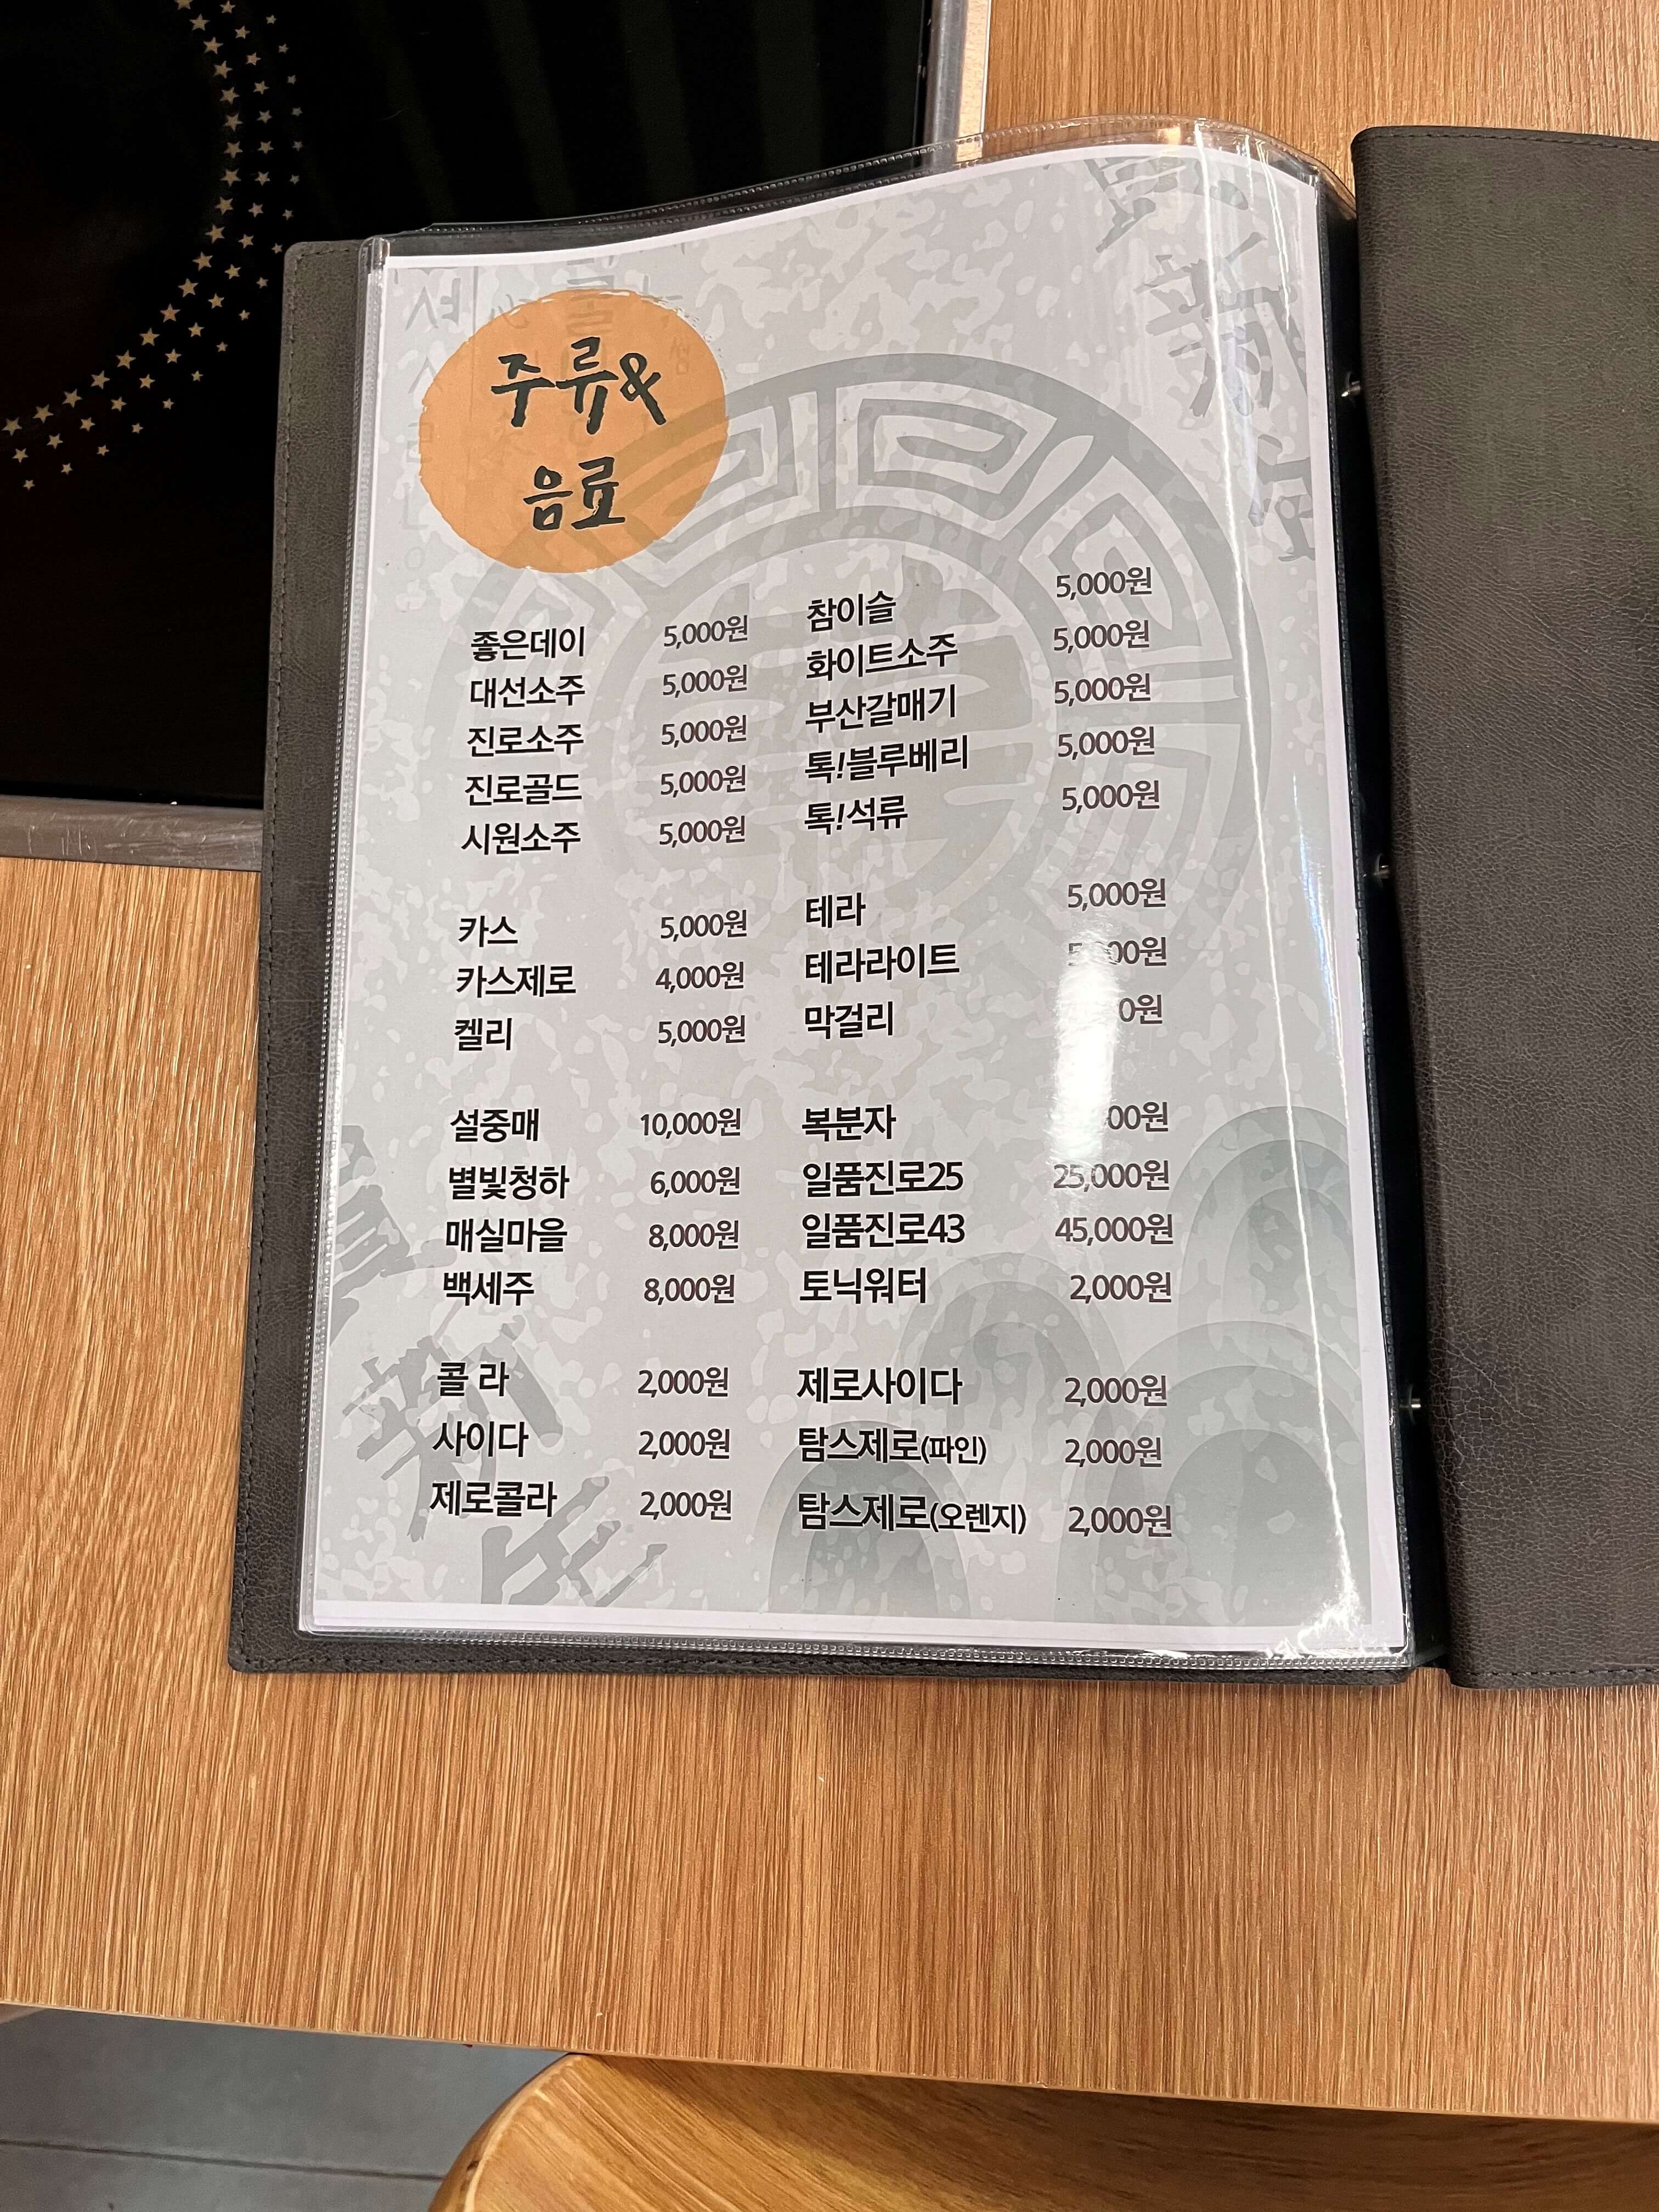 주류&
음료
좋은데이 5,000원
대선소주 5,000원
진로소주 5,000원
진로골드 5,000원
시원소주 5,000원
참이슬 5,000원
화이트소주 5,000원
부산갈매기 5,000원
톡!블루베리 5,000원
톡!석류 5,000원
카스 5,000원
카스제로 4,000원
켈리 5,000원
테라 5,000원
테라라이트
막걸리
설중매 10,000원
별빛청하 6,000원
매실마을 8,000원
백세주 8,000원
복분자
일품진로25 25,000원
일품진로43 45,000원
토닉워터 2,000원
콜 라 2,000원
사이다 2,000원
제로콜라 2,000원
제로사이다 2,000원
탐스제로(파인) 2,000원
탐스제로(오렌지) 2,000원